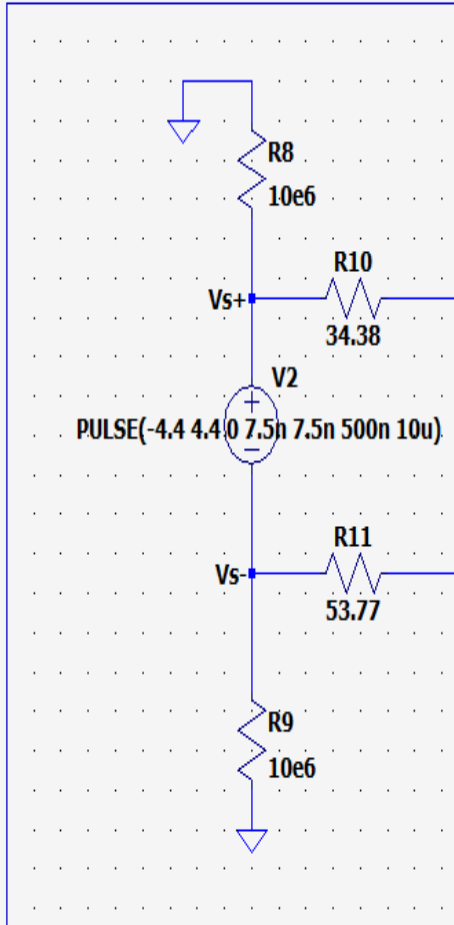 R8
10e6
R10
Vs+
34.38
V2
PULSE(-4.4 4.4 0 7.5n 7.5n 500n 10u)
R11
Vs-
53.77
R9
10e6